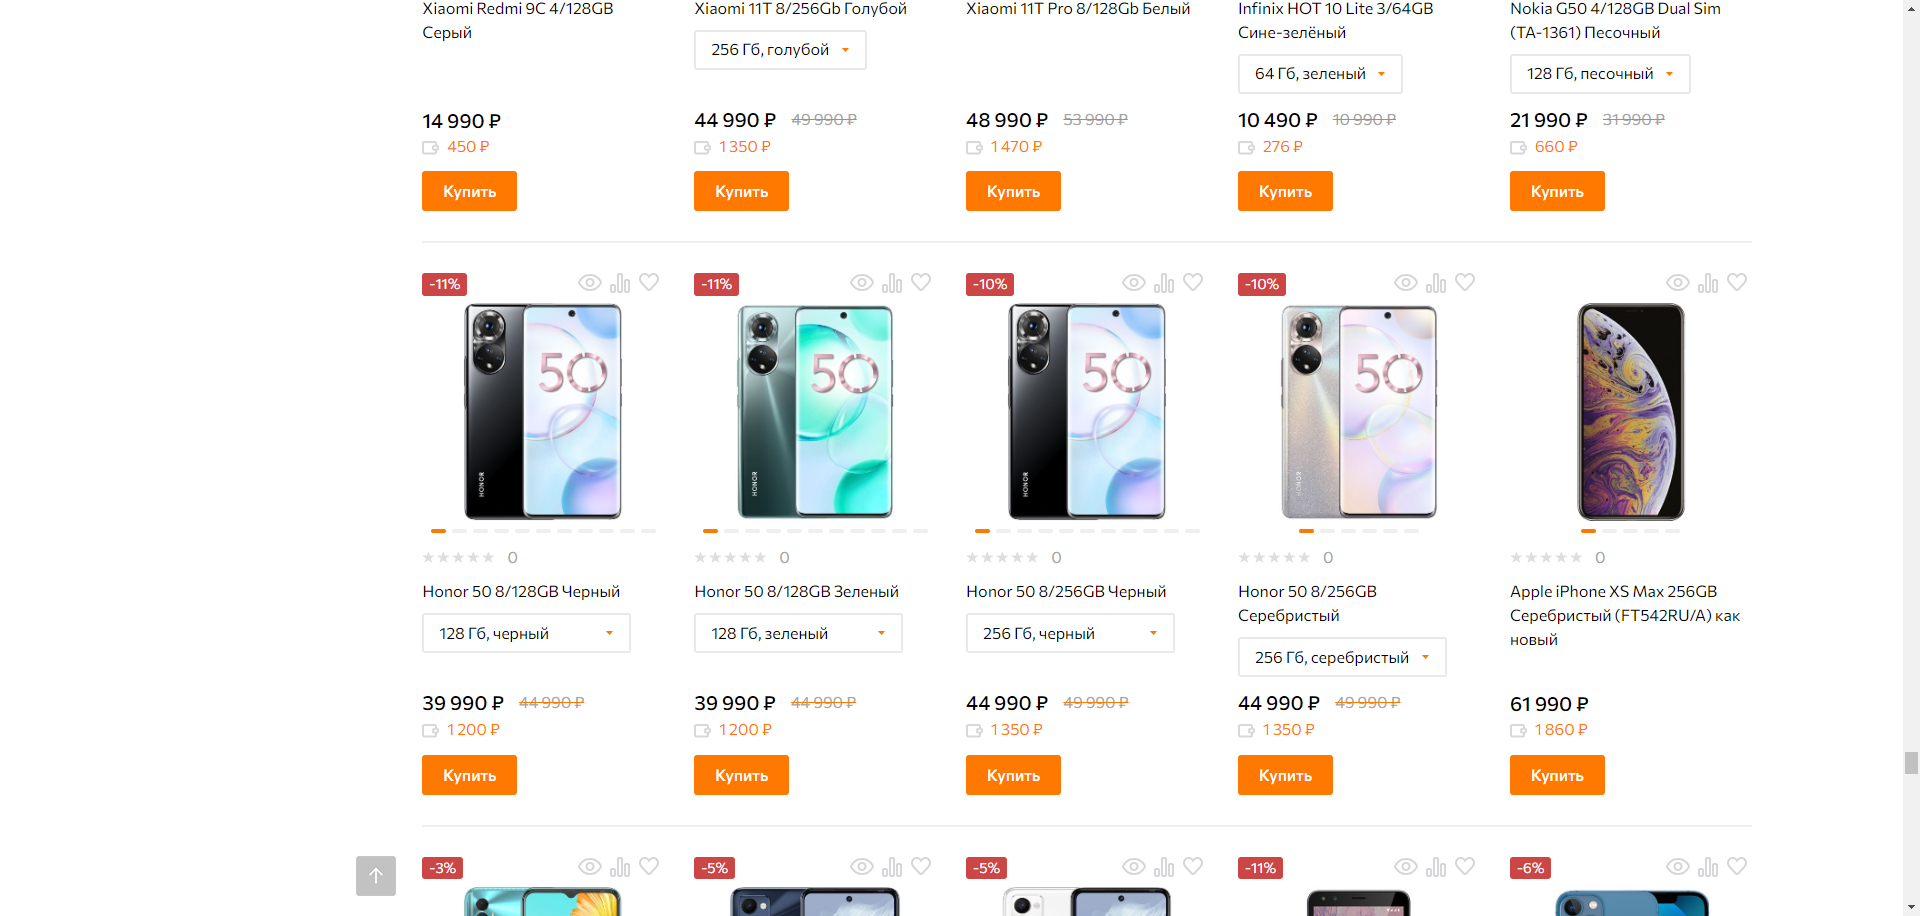 Xiaomi Redmi 9C 4/128GB
Серый
14 990 ₽
450 ₽
Купить
Xiaomi 11T 8/256Gb Голубой
256 Гб, голубой
44 990 ₽ 49 990 ₽
1 350 ₽
Купить
Xiaomi 11T Pro 8/128Gb Белый
48 990 ₽ 53 990 ₽
1 470 ₽
Купить
Infinix HOT 10 Lite 3/64GB
Сине-зелёный
64 Гб, зеленый
10 490 ₽ 10 990 ₽
276 ₽
Купить
Nokia G50 4/128GB Dual Sim
(TA-1361) Песочный
128 Гб, песочный
21 990 ₽ 31 990 ₽
660 ₽
Купить
-11%
50
HONOR
0
Honor 50 8/128GB Черный
128 Гб, черный
39 990 ₽ 44 990 ₽
1 200 ₽
Купить
-11%
50
HONOR
0
Honor 50 8/128GB Зеленый
128 Гб, зеленый
39 990 ₽ 44 990 ₽
1 200 ₽
Купить
-10%
50
HONOR
0
Honor 50 8/256GB Черный
256 Гб, черный
44 990 ₽ 49 990 ₽
1 350 ₽
Купить
-10%
50
HONOR
0
Honor 50 8/256GB
Серебристый
256 Гб, серебристый
44 990 ₽ 49 990 ₽
1 350 ₽
Купить
0
Apple iPhone XS Max 256GB
Серебристый (FT542RU/A) как
новый
61 990 ₽
1 860 ₽
Купить
-3%
-5%
-5%
-11%
-6%